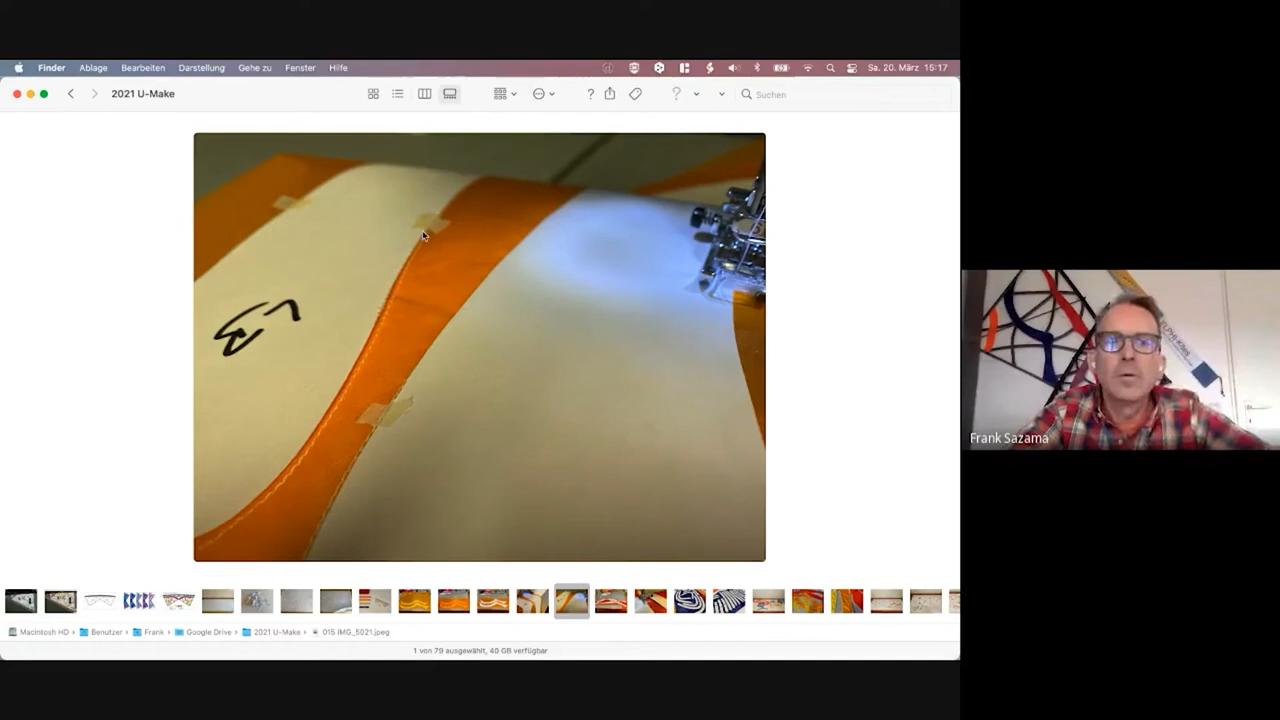 Finder Ablage Bearbeiten Darstellung Gehe zu Fenster Hilfe
Sa. 20. März 15:17
2021 U-Make
Suchen
L3
Frank Sazama
Macintosh HD › Benutzer › Frank › Google Drive › 2021 U-Make › 015 IMG_5021.jpeg
1 von 79 ausgewählt, 40 GB verfügbar